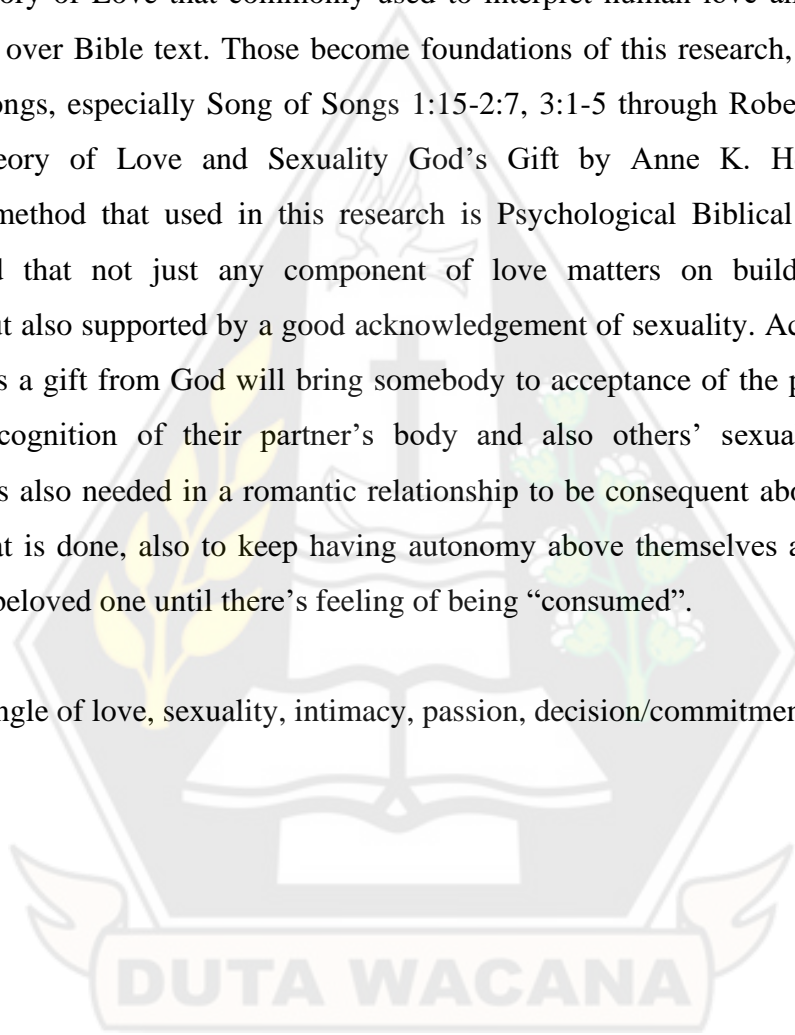 ory of Love that commonly used to interpret human love an
over Bible text. Those become foundations of this research,
ongs, especially Song of Songs 1:15-2:7, 3:1-5 through Robe
eory of Love and Sexuality God’s Gift by Anne K. H
method that used in this research is Psychological Biblical
d that not just any component of love matters on build
ut also supported by a good acknowledgement of sexuality. Ac
s a gift from God will bring somebody to acceptance of the p
cognition of their partner’s body and also others’ sexua
s also needed in a romantic relationship to be consequent abo
at is done, also to keep having autonomy above themselves a
beloved one until there’s feeling of being “consumed”.
ngle of love, sexuality, intimacy, passion, decision/commitmen
DUTA WACANA